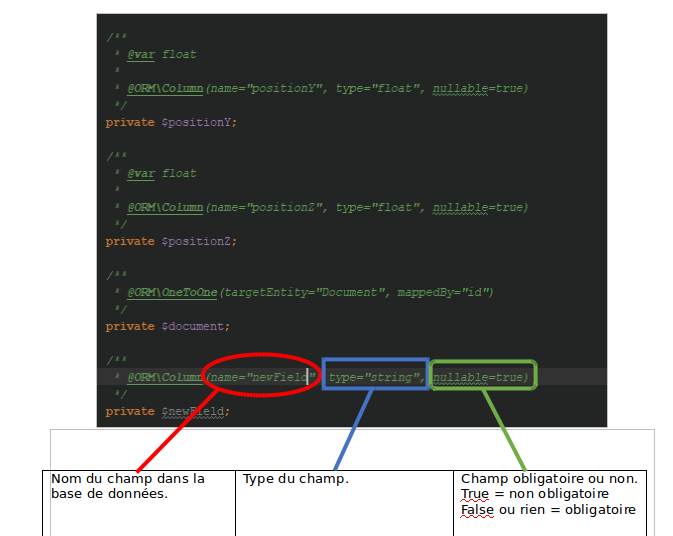 /**
* @var float
*
* @ORM\Column(name="positionY", type="float", nullable=true)
*/
private $positionY;
/**
* @var float
*
* @ORM\Column(name="positionZ", type="float", nullable=true)
*/
private $positionZ;
/**
* @ORM\OneToOne(targetEntity="Document", mappedBy="id")
*/
private $document;
/**
* @ORM\Column(name="newField", type="string", nullable=true)
*/
private $newField;
Nom du champ dans la
base de données.
Type du champ.
Champ obligatoire ou non.
True = non obligatoire
False ou rien = obligatoire